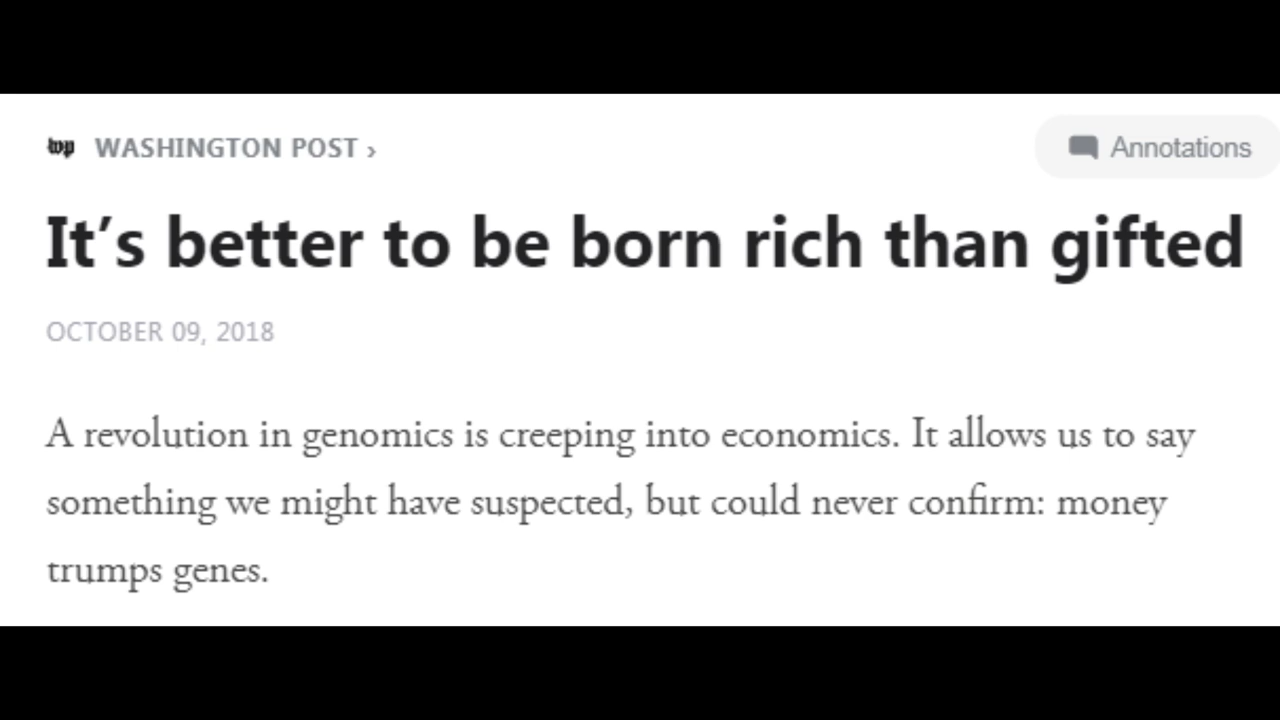 wp WASHINGTON POST ›
Annotations
It’s better to be born rich than gifted
OCTOBER 09, 2018
A revolution in genomics is creeping into economics. It allows us to say
something we might have suspected, but could never confirm: money
trumps genes.